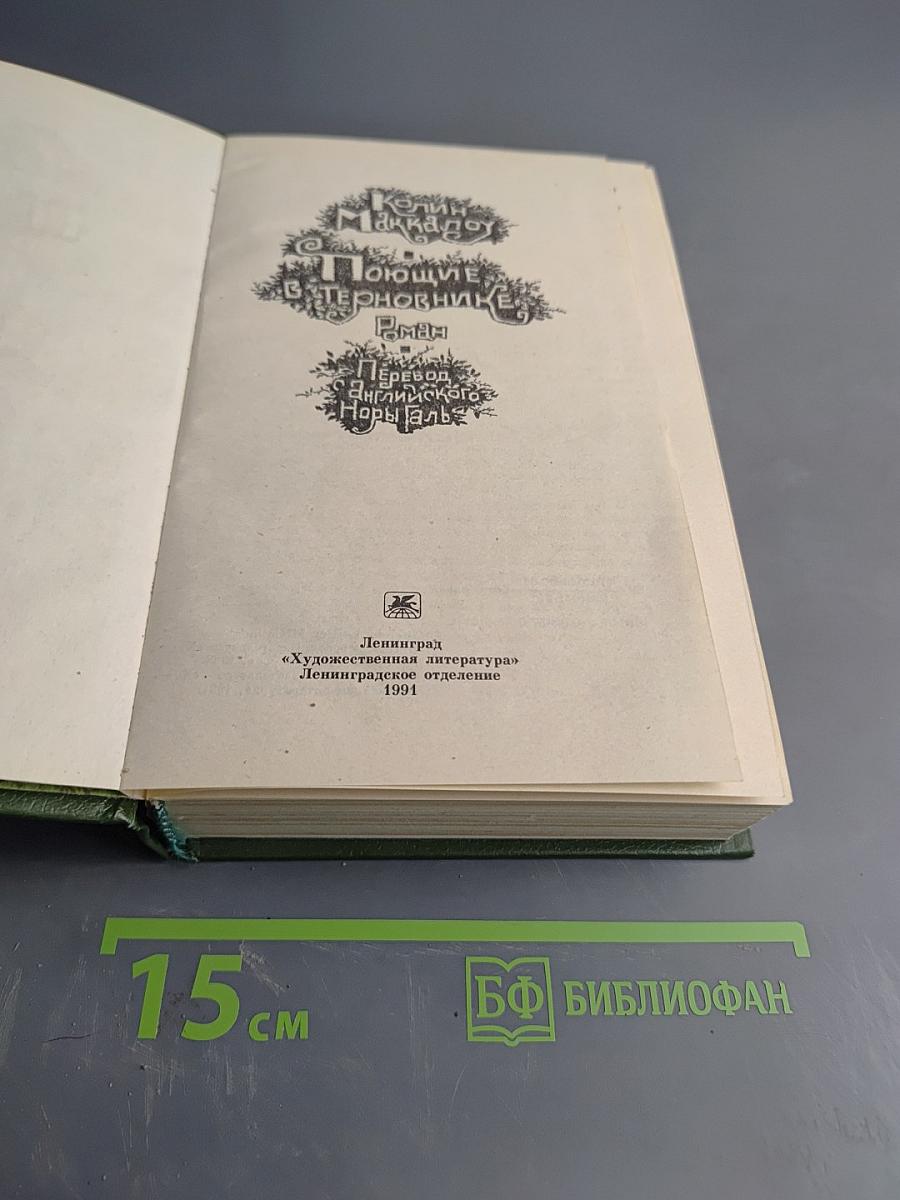 Колин
Маккалоу
Поющие
в терновнике
Роман
Перевод
с английского
Норы Галь
Ленинград
«Художественная литература»
Ленинградское отделение
1991
15 см
БФ БИБЛИОФАН